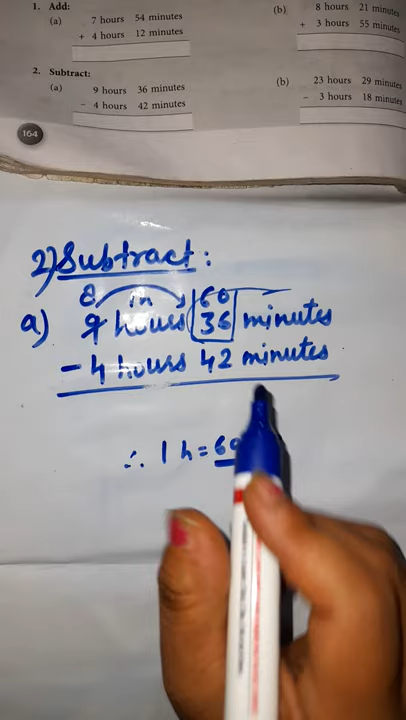 1. Add:
(a) 7 hours 54 minutes
+ 4 hours 12 minutes
(b) 8 hours 21 minutes
+ 3 hours 55 minutes
2. Subtract:
(a) 9 hours 36 minutes
− 4 hours 42 minutes
(b) 23 hours 29 minutes
− 3 hours 18 minutes
164
2) Subtract:
8 1h 60
a) 9 hours 36 minutes
− 4 hours 42 minutes
∴ 1 h = 60